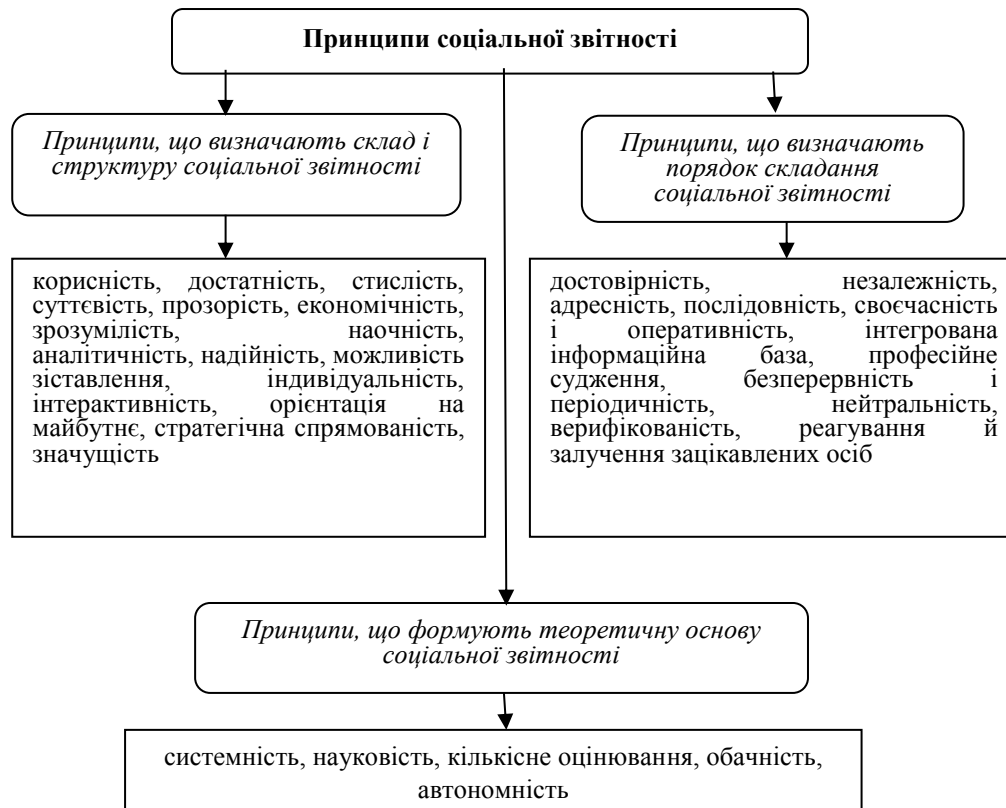 Принципи соціальної звітності
Принципи, що визначають склад і
структуру соціальної звітності
Принципи, що визначають
порядок складання
соціальної звітності
корисність, достатність, стислість,
суттєвість, прозорість, економічність,
зрозумілість, наочність,
аналітичність, надійність, можливість
зіставлення, індивідуальність,
інтерактивність, орієнтація на
майбутнє, стратегічна спрямованість,
значущість
достовірність, незалежність,
адресність, послідовність, своєчасність
і оперативність, інтегрована
інформаційна база, професійне
судження, безперервність і
періодичність, нейтральність,
верифікованість, реагування й
залучення зацікавлених осіб
Принципи, що формують теоретичну основу
соціальної звітності
системність, науковість, кількісне оцінювання, обачність,
автономність